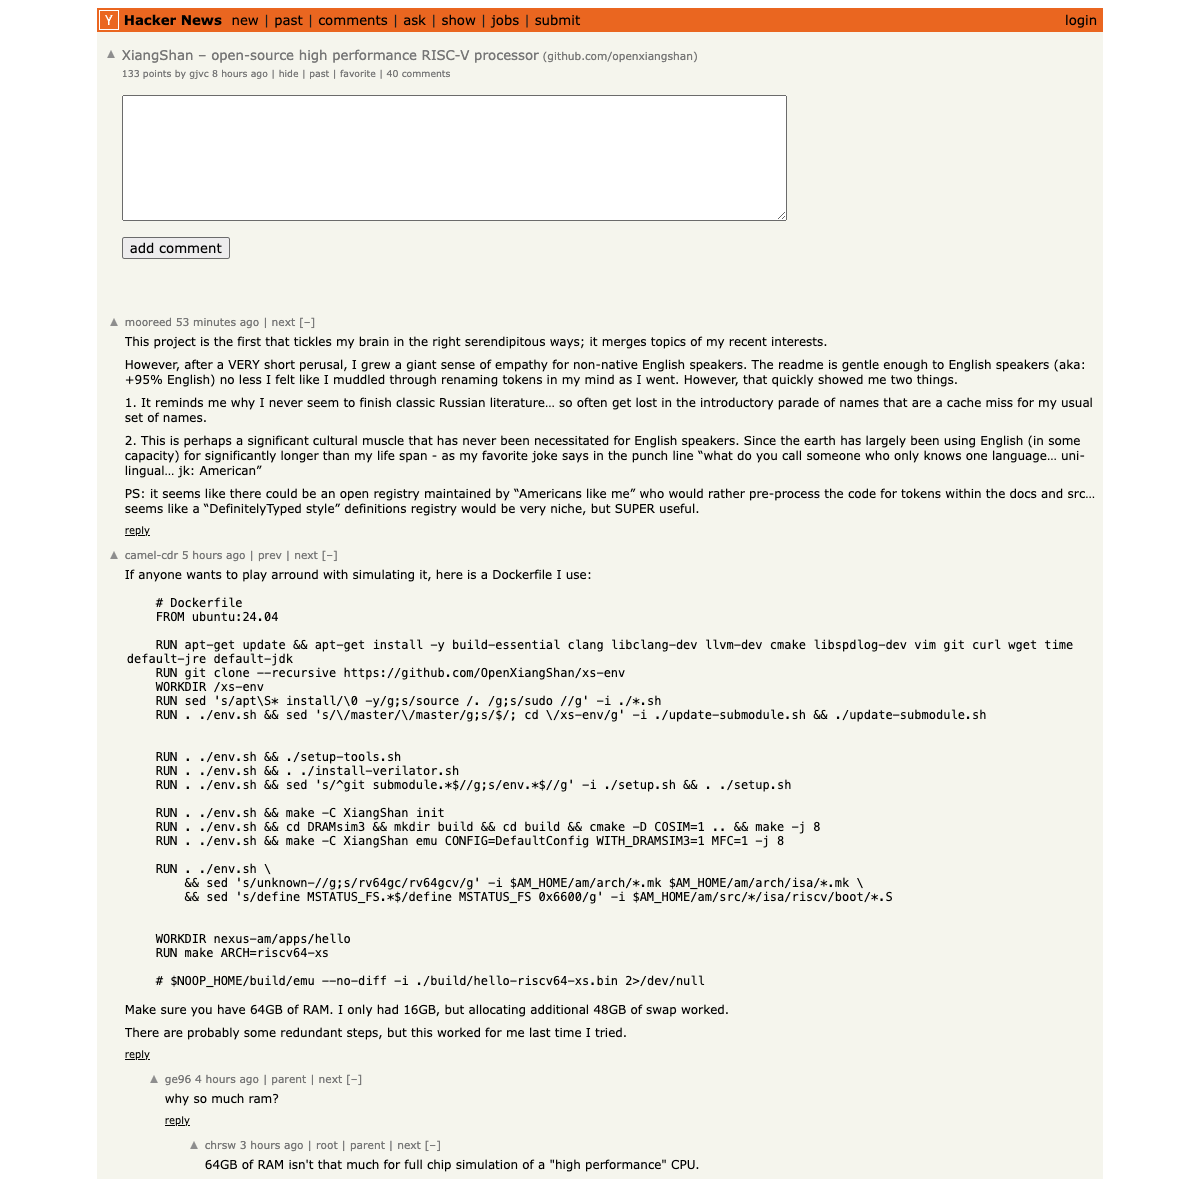 Y Hacker News new | past | comments | ask | show | jobs | submit login
▲ XiangShan – open-source high performance RISC-V processor (github.com/openxiangshan)
133 points by gjvc 8 hours ago | hide | past | favorite | 40 comments
add comment
▲ mooreed 53 minutes ago | next [–]
This project is the first that tickles my brain in the right serendipitous ways; it merges topics of my recent interests.
However, after a VERY short perusal, I grew a giant sense of empathy for non-native English speakers. The readme is gentle enough to English speakers (aka:
+95% English) no less I felt like I muddled through renaming tokens in my mind as I went. However, that quickly showed me two things.
1. It reminds me why I never seem to finish classic Russian literature… so often get lost in the introductory parade of names that are a cache miss for my usual
set of names.
2. This is perhaps a significant cultural muscle that has never been necessitated for English speakers. Since the earth has largely been using English (in some
capacity) for significantly longer than my life span - as my favorite joke says in the punch line “what do you call someone who only knows one language… uni-
lingual… jk: American”
PS: it seems like there could be an open registry maintained by “Americans like me” who would rather pre-process the code for tokens within the docs and src…
seems like a “DefinitelyTyped style” definitions registry would be very niche, but SUPER useful.
reply
▲ camel-cdr 5 hours ago | prev | next [–]
If anyone wants to play arround with simulating it, here is a Dockerfile I use:
# Dockerfile
FROM ubuntu:24.04
RUN apt-get update && apt-get install -y build-essential clang libclang-dev llvm-dev cmake libspdlog-dev vim git curl wget time
default-jre default-jdk
RUN git clone --recursive https://github.com/OpenXiangShan/xs-env
WORKDIR /xs-env
RUN sed 's/apt\S* install/\0 -y/g;s/source /. /g;s/sudo //g' -i ./*.sh
RUN . ./env.sh && sed 's/\/master/\/master/g;s/$/; cd \/xs-env/g' -i ./update-submodule.sh && ./update-submodule.sh
RUN . ./env.sh && ./setup-tools.sh
RUN . ./env.sh && . ./install-verilator.sh
RUN . ./env.sh && sed 's/^git submodule.*$//g;s/env.*$//g' -i ./setup.sh && . ./setup.sh
RUN . ./env.sh && make -C XiangShan init
RUN . ./env.sh && cd DRAMsim3 && mkdir build && cd build && cmake -D COSIM=1 .. && make -j 8
RUN . ./env.sh && make -C XiangShan emu CONFIG=DefaultConfig WITH_DRAMSIM3=1 MFC=1 -j 8
RUN . ./env.sh \
&& sed 's/unknown-//g;s/rv64gc/rv64gcv/g' -i $AM_HOME/am/arch/*.mk $AM_HOME/am/arch/isa/*.mk \
&& sed 's/define MSTATUS_FS.*$/define MSTATUS_FS 0x6600/g' -i $AM_HOME/am/src/*/isa/riscv/boot/*.S
WORKDIR nexus-am/apps/hello
RUN make ARCH=riscv64-xs
# $NOOP_HOME/build/emu --no-diff -i ./build/hello-riscv64-xs.bin 2>/dev/null
Make sure you have 64GB of RAM. I only had 16GB, but allocating additional 48GB of swap worked.
There are probably some redundant steps, but this worked for me last time I tried.
reply
▲ ge96 4 hours ago | parent | next [–]
why so much ram?
reply
▲ chrsw 3 hours ago | root | parent | next [–]
64GB of RAM isn't that much for full chip simulation of a "high performance" CPU.